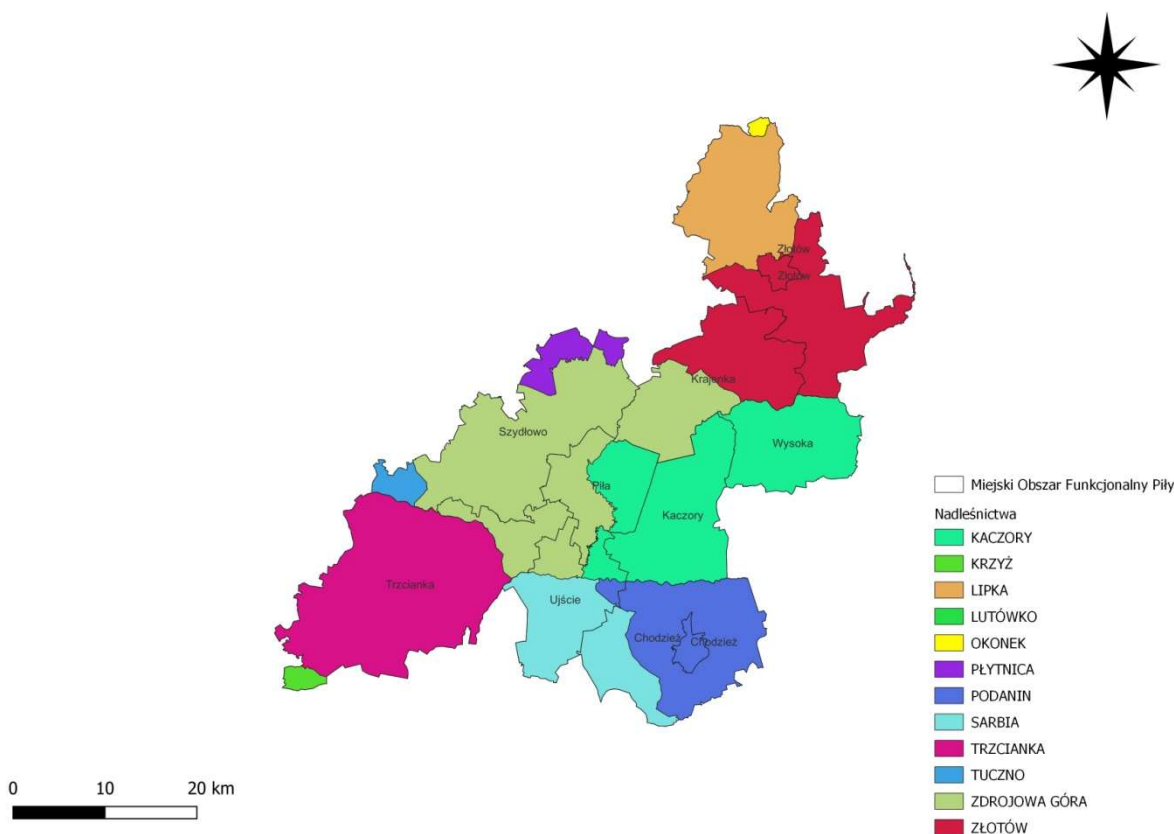 Złotów
Złotów
Krajenka
Szydłowo
Wysoka
Piła
Kaczory
Trzcianka
Ujście
Chodzież
Chodzież
Miejski Obszar Funkcjonalny Piły
Nadleśnictwa
KACZORY
KRZYŻ
LIPKA
LUTÓWKO
OKONEK
PŁYTNICA
PODANIN
SARBIA
TRZCIANKA
TUCZNO
ZDROJOWA GÓRA
ZŁOTÓW
0 10 20 km